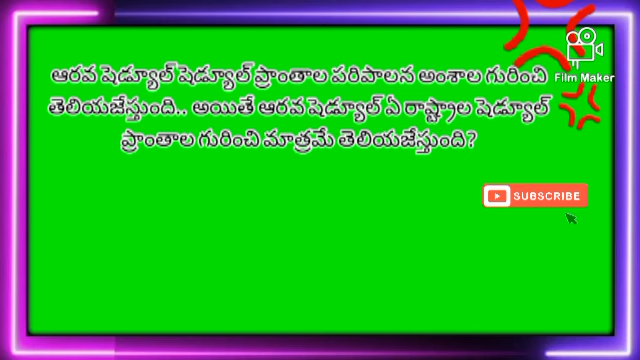 ఆరవ షెడ్యూల్ షెడ్యూల్ ప్రాంతాల పరిపాలన అంశాల గురించి
తెలియజేస్తుంది.. అయితే ఆరవ షెడ్యూల్ ఏ రాష్ట్రాల షెడ్యూల్
ప్రాంతాల గురించి మాత్రమే తెలియజేస్తుంది?
Film Maker
SUBSCRIBE